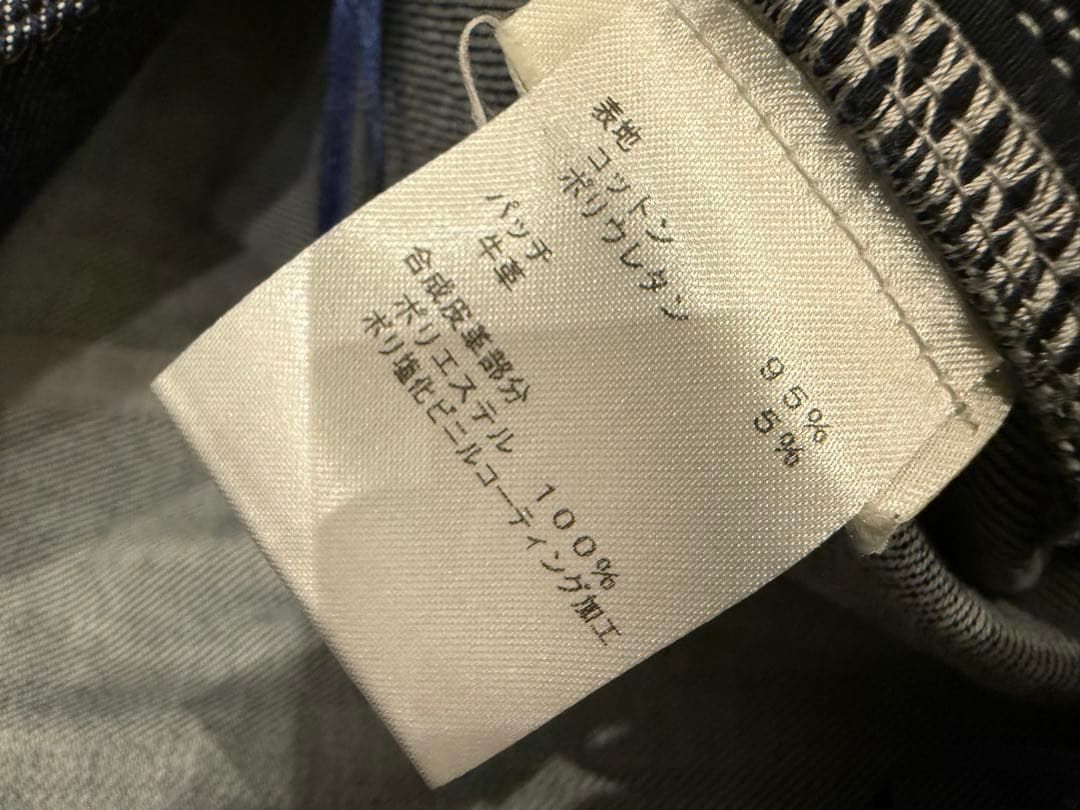 表地
コットン 95%
ポリウレタン 5%
パッチ
牛革
合成皮革部分
ポリエステル 100%
ポリ塩化ビニルコーティング加工